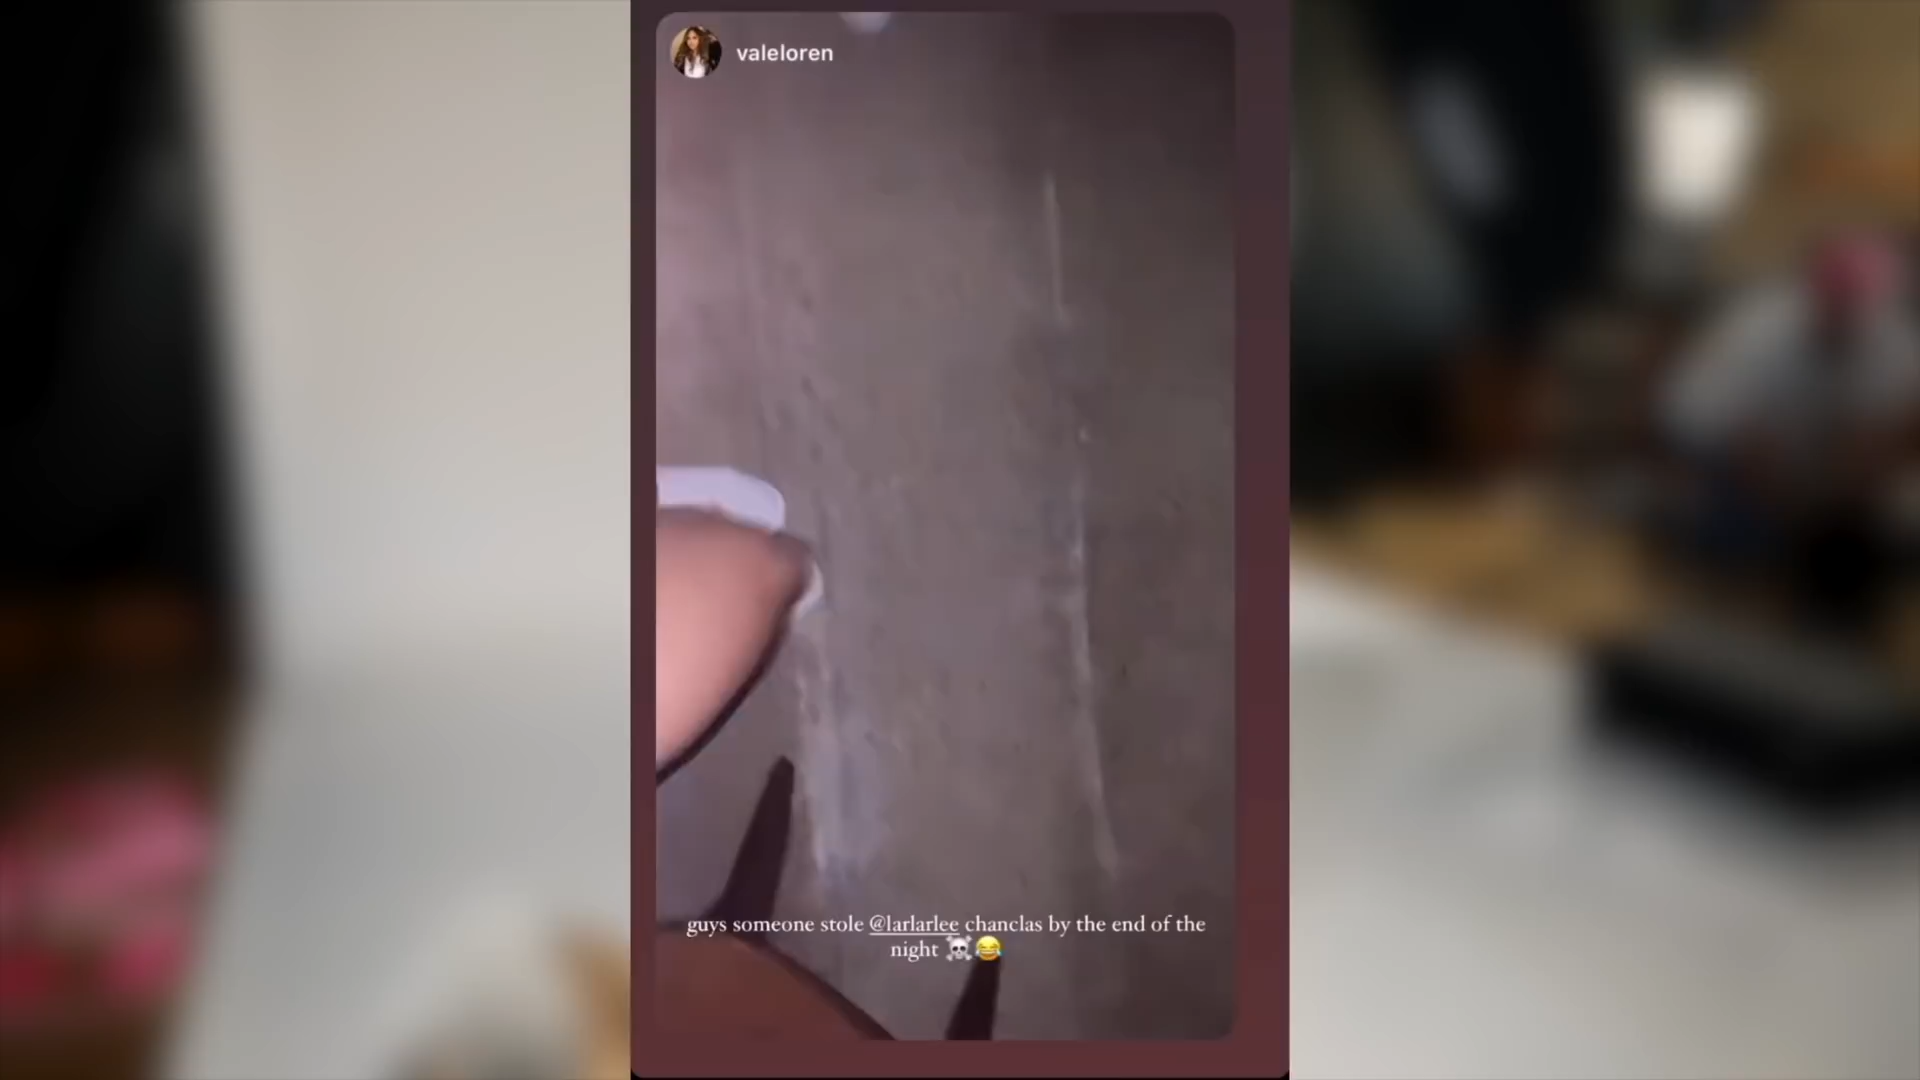 valeloren
guys someone stole @larlarlee chanclas by the end of the
night ☠️😂